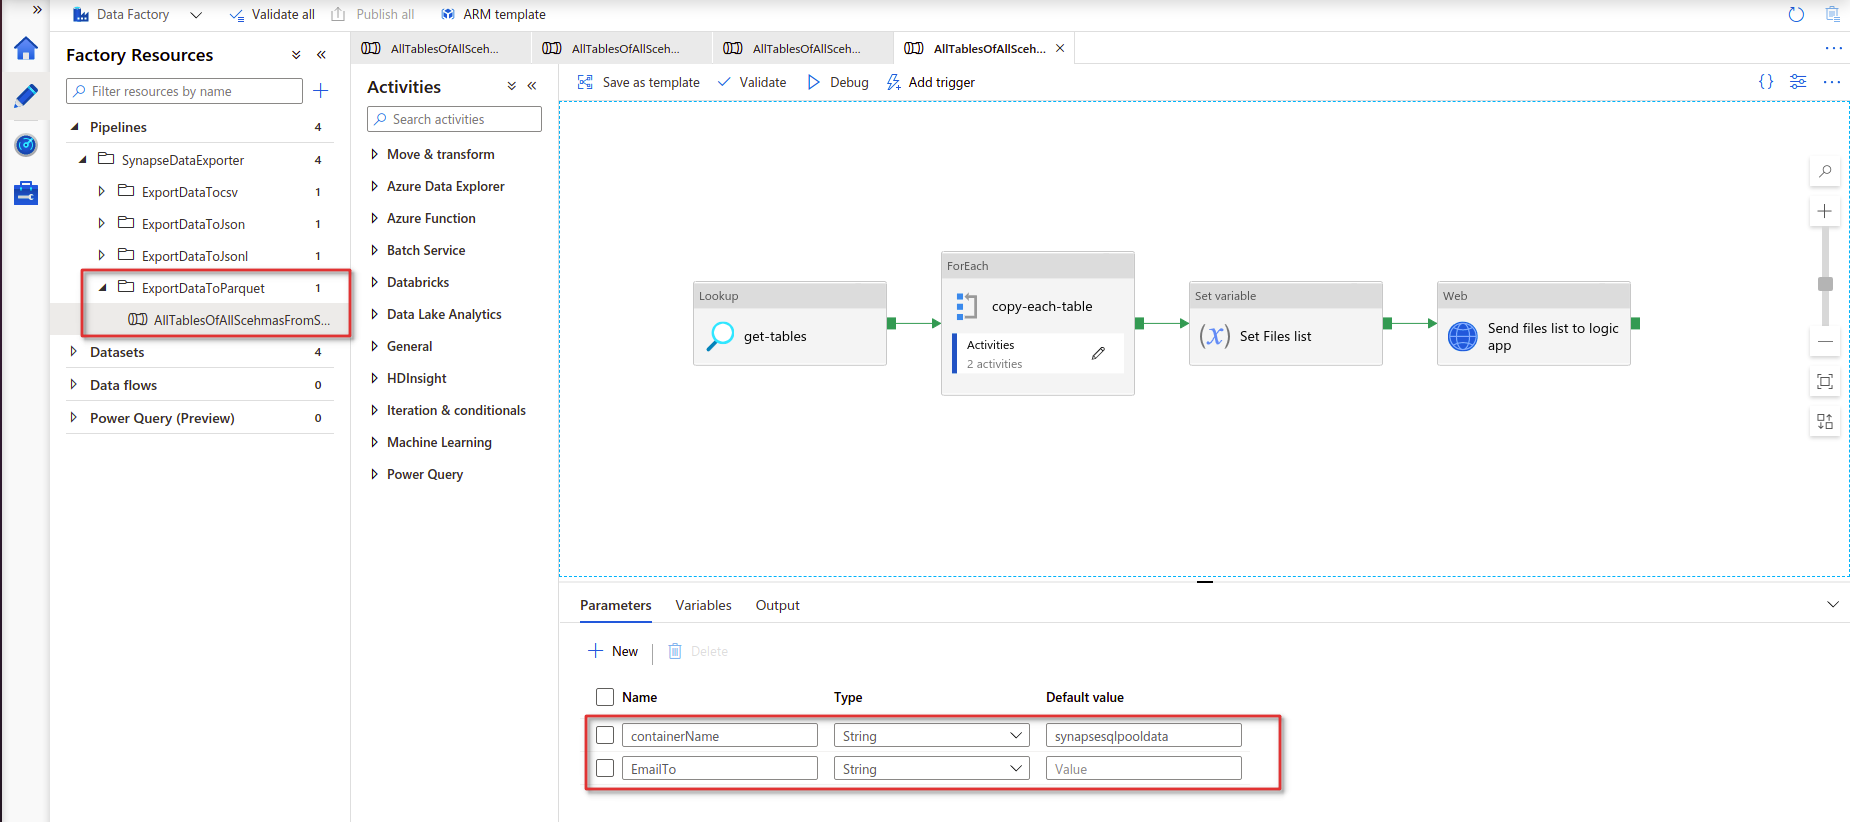 Data Factory
Validate all
Publish all
ARM template
Factory Resources
Filter resources by name
Pipelines 4
SynapseDataExporter 4
ExportDataTocsv 1
ExportDataToJson 1
ExportDataToJsonl 1
ExportDataToParquet 1
AllTablesOfAllScehmasFromS...
Datasets 4
Data flows 0
Power Query (Preview) 0
AllTablesOfAllSceh...
AllTablesOfAllSceh...
AllTablesOfAllSceh...
AllTablesOfAllSceh...
Activities
Search activities
Move & transform
Azure Data Explorer
Azure Function
Batch Service
Databricks
Data Lake Analytics
General
HDInsight
Iteration & conditionals
Machine Learning
Power Query
Save as template
Validate
Debug
Add trigger
Lookup
get-tables
ForEach
copy-each-table
Activities
2 activities
Set variable
(x)
Set Files list
Web
Send files list to logic
app
Parameters
Variables
Output
New
Delete
Name Type Default value
containerName String synapsesqlpooldata
EmailTo String Value